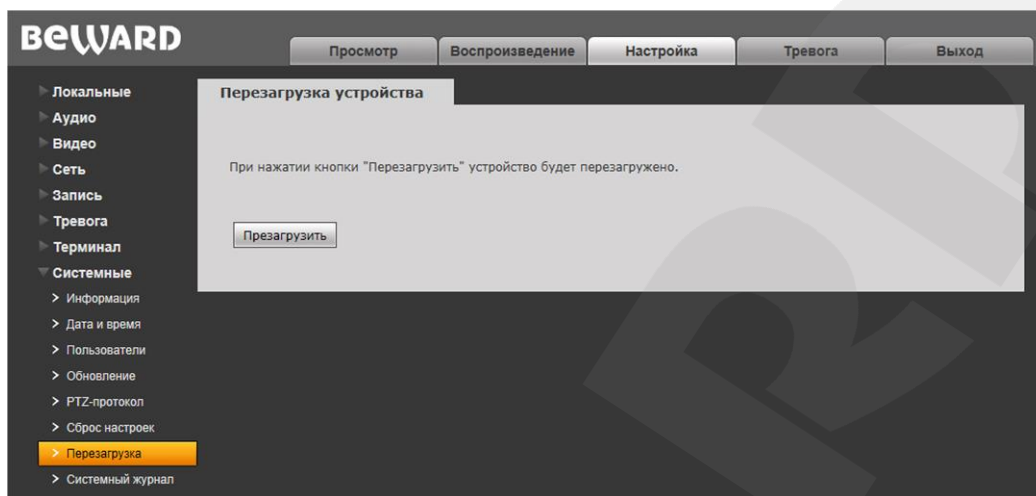 BEWARD
Просмотр
Воспроизведение
Настройка
Тревога
Выход
Локальные
Аудио
Видео
Сеть
Запись
Тревога
Терминал
Системные
Информация
Дата и время
Пользователи
Обновление
PTZ-протокол
Сброс настроек
Перезагрузка
Системный журнал
Перезагрузка устройства
При нажатии кнопки "Перезагрузить" устройство будет перезагружено.
Презагрузить